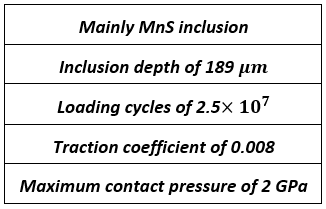 Mainly MnS inclusion
Inclusion depth of 189 μm
Loading cycles of 2.5× 10⁷
Traction coefficient of 0.008
Maximum contact pressure of 2 GPa